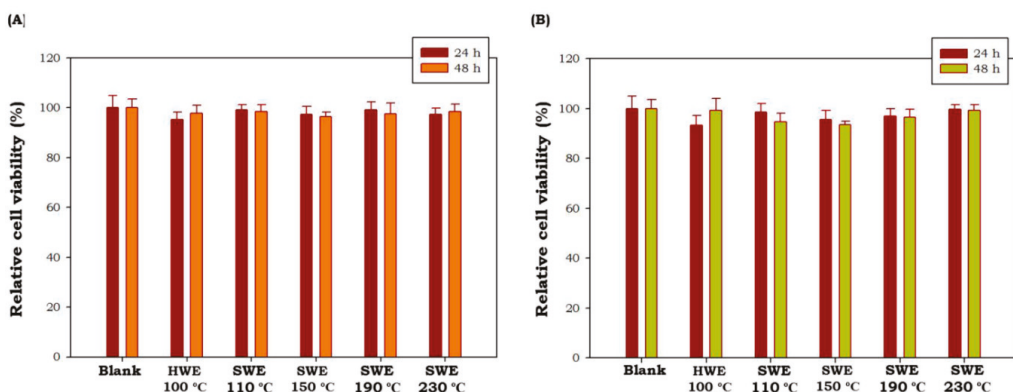 (A)
Relative cell viability (%)
120
100
80
60
40
20
0
24 h
48 h
Blank HWE SWE SWE SWE SWE
100 °C 110 °C 150 °C 190 °C 230 °C
(B)
Relative cell viability (%)
120
100
80
60
40
20
0
24 h
48 h
Blank HWE SWE SWE SWE SWE
100 °C 110 °C 150 °C 190 °C 230 °C